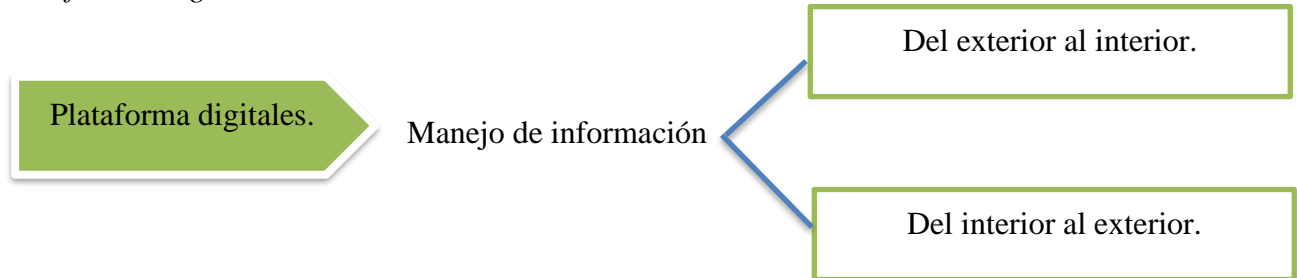 Plataforma digitales.
Manejo de información
Del exterior al interior.
Del interior al exterior.